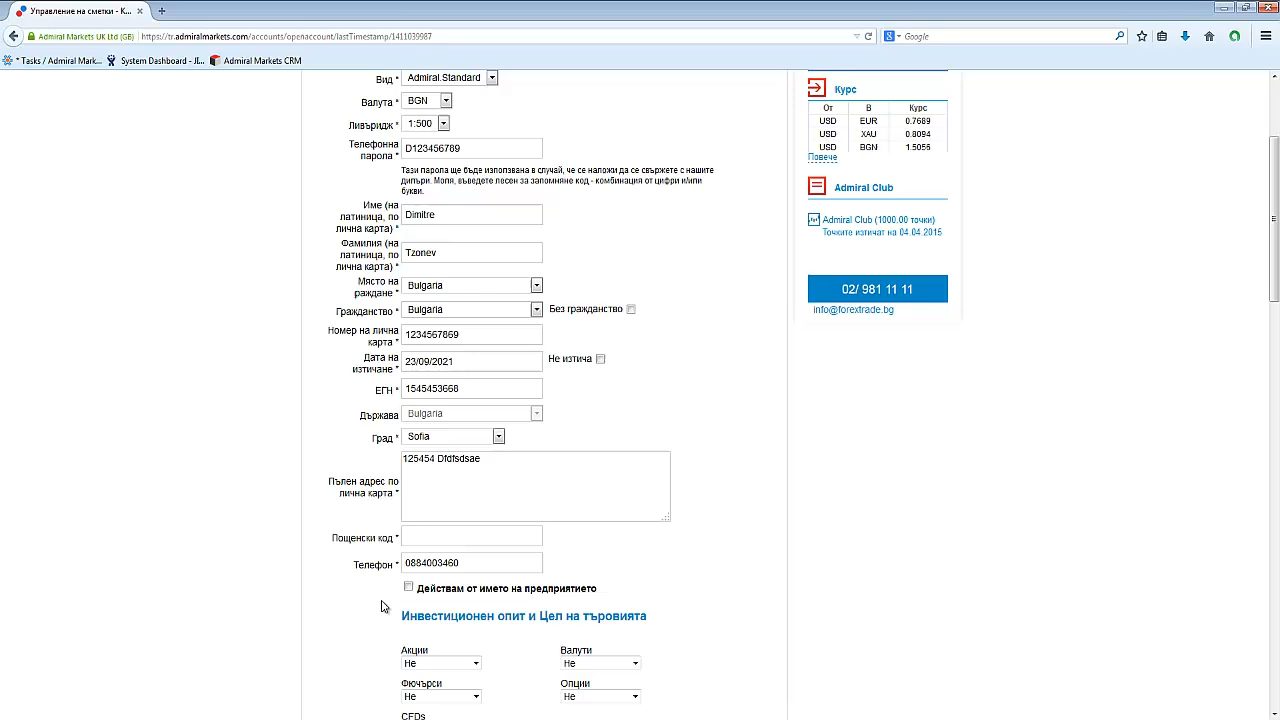 Управление на сметки - K...
Admiral Markets UK Ltd (GB)
https://tr.admiralmarkets.com/accounts/openaccount/lastTimestamp/1411039987
Google
* Tasks / Admiral Mark...
System Dashboard - JI...
Admiral Markets CRM
Вид *
Admiral.Standard
Валута *
BGN
Ливъридж *
1:500
Телефонна
парола *
D123456789
Тази парола ще бъде използвана в случай, че се наложи да се свържете с нашите
дилъри. Моля, въведете лесен за запомняне код - комбинация от цифри и/или
букви.
Име (на
латиница, по
лична карта) *
Dimitre
Фамилия (на
латиница, по
лична карта) *
Tzonev
Място на
раждане *
Bulgaria
Гражданство *
Bulgaria
Без гражданство
Номер на лична
карта *
1234567869
Дата на
изтичане *
23/09/2021
Не изтича
ЕГН *
1545453668
Държава
Bulgaria
Град *
Sofia
Пълен адрес по
лична карта *
125454 Dfdfsdsae
Пощенски код *
Телефон *
0884003460
Действам от името на предприятието
Инвестиционен опит и Цел на търовията
Акции
Не
Валути
Не
Фючърси
Не
Опции
Не
CFDs
Курс
От В Курс
USD EUR 0.7689
USD XAU 0.8094
USD BGN 1.5056
Повече
Admiral Club
Admiral Club (1000.00 точки)
Точките изтичат на 04.04.2015
02/ 981 11 11
info@forextrade.bg